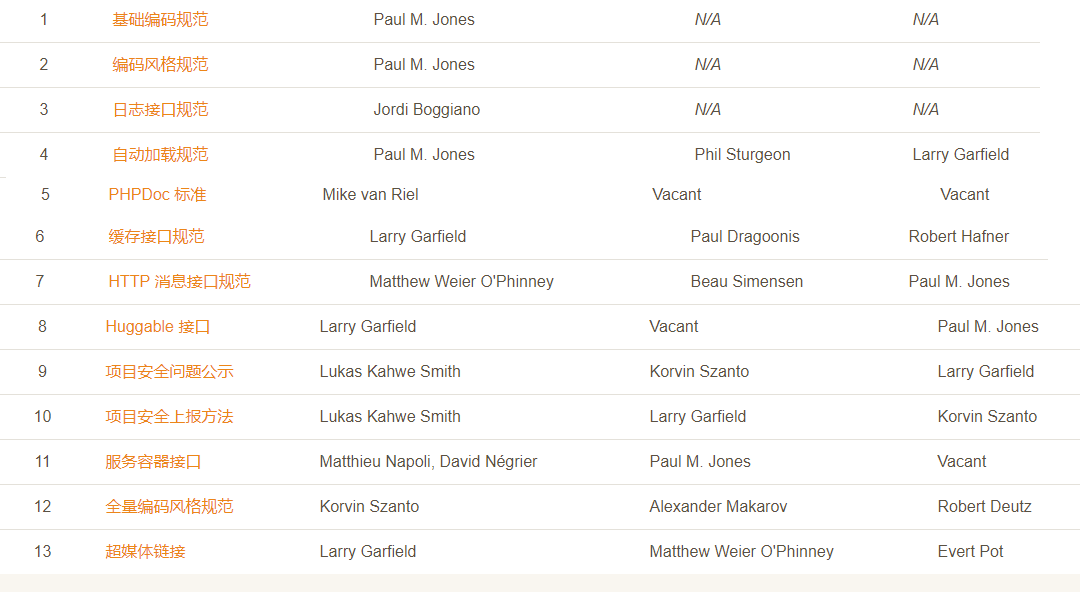 1 基础编码规范 Paul M. Jones N/A N/A
2 编码风格规范 Paul M. Jones N/A N/A
3 日志接口规范 Jordi Boggiano N/A N/A
4 自动加载规范 Paul M. Jones Phil Sturgeon Larry Garfield
5 PHPDoc 标准 Mike van Riel Vacant Vacant
6 缓存接口规范 Larry Garfield Paul Dragoonis Robert Hafner
7 HTTP 消息接口规范 Matthew Weier O'Phinney Beau Simensen Paul M. Jones
8 Huggable 接口 Larry Garfield Vacant Paul M. Jones
9 项目安全问题公示 Lukas Kahwe Smith Korvin Szanto Larry Garfield
10 项目安全上报方法 Lukas Kahwe Smith Larry Garfield Korvin Szanto
11 服务容器接口 Matthieu Napoli, David Négrier Paul M. Jones Vacant
12 全量编码风格规范 Korvin Szanto Alexander Makarov Robert Deutz
13 超媒体链接 Larry Garfield Matthew Weier O'Phinney Evert Pot